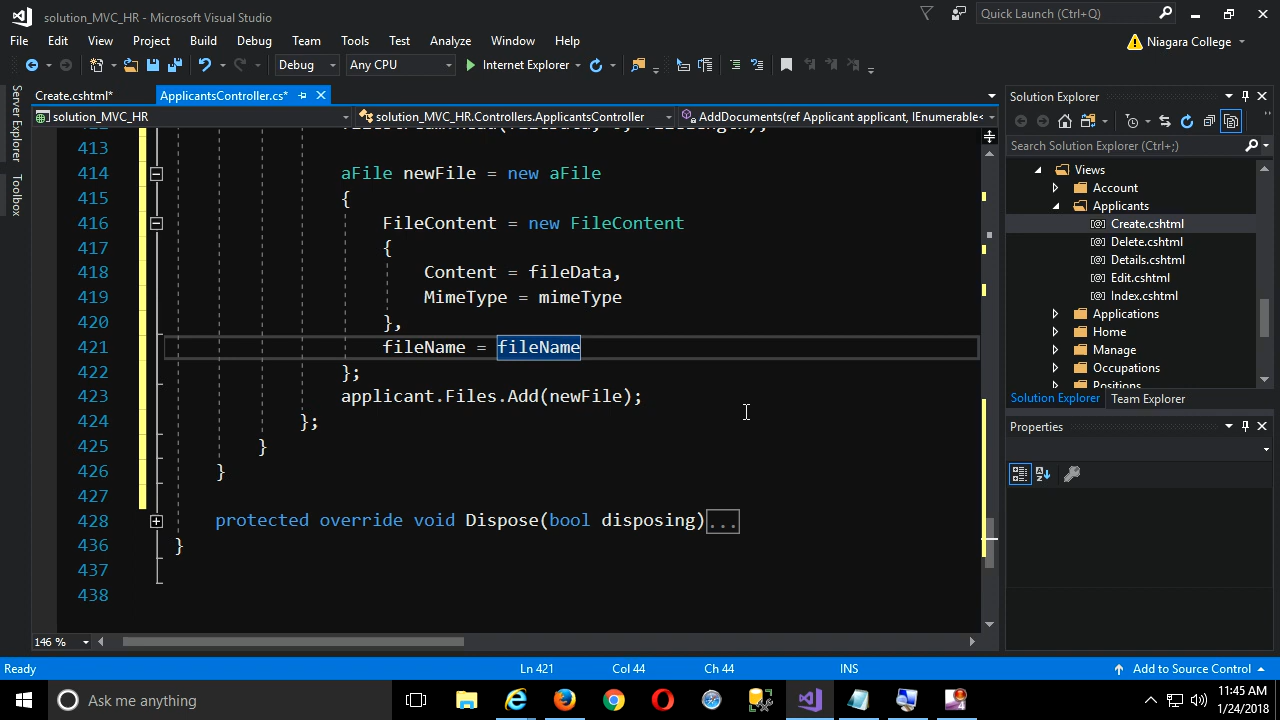 solution_MVC_HR - Microsoft Visual Studio
Quick Launch (Ctrl+Q)
File Edit View Project Build Debug Team Tools Test Analyze Window Help
Niagara College
Debug Any CPU Internet Explorer
Server Explorer
Toolbox
Create.cshtml* ApplicantsController.cs*
solution_MVC_HR solution_MVC_HR.Controllers.ApplicantsController AddDocuments(ref Applicant applicant, IEnumerable<
413
414 aFile newFile = new aFile
415 {
416 FileContent = new FileContent
417 {
418 Content = fileData,
419 MimeType = mimeType
420 },
421 fileName = fileName
422 };
423 applicant.Files.Add(newFile);
424 };
425 }
426 }
427
428 protected override void Dispose(bool disposing)...
436 }
437
438
146 %
Solution Explorer
Search Solution Explorer (Ctrl+;)
Views
Account
Applicants
Create.cshtml
Delete.cshtml
Details.cshtml
Edit.cshtml
Index.cshtml
Applications
Home
Manage
Occupations
Positions
Solution Explorer Team Explorer
Properties
Ready Ln 421 Col 44 Ch 44 INS Add to Source Control
Ask me anything
11:45 AM
1/24/2018